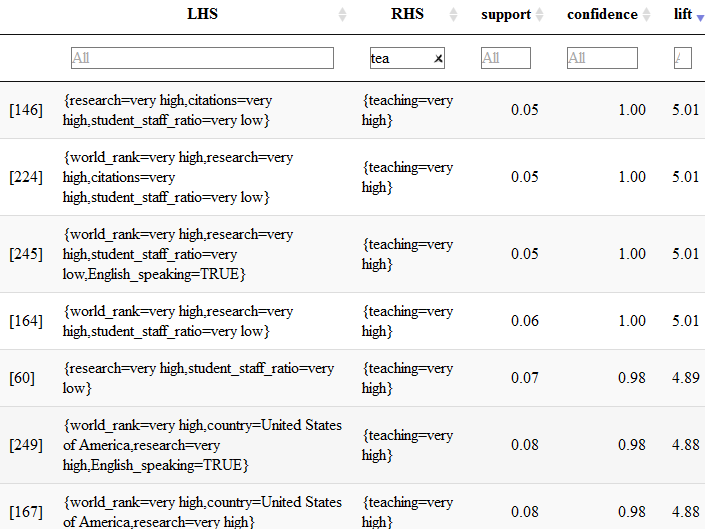 LHS RHS support confidence lift
All tea × All All A
[146] {research=very high,citations=very {teaching=very 0.05 1.00 5.01
high,student_staff_ratio=very low} high}
[224] {world_rank=very high,research=very {teaching=very 0.05 1.00 5.01
high,citations=very high}
high,student_staff_ratio=very low}
[245] {world_rank=very high,research=very {teaching=very 0.05 1.00 5.01
high,student_staff_ratio=very high}
low,English_speaking=TRUE}
[164] {world_rank=very high,research=very {teaching=very 0.06 1.00 5.01
high,student_staff_ratio=very low} high}
[60] {research=very high,student_staff_ratio=very {teaching=very 0.07 0.98 4.89
low} high}
[249] {world_rank=very high,country=United States {teaching=very 0.08 0.98 4.88
of America,research=very high}
high,English_speaking=TRUE}
[167] {world_rank=very high,country=United States {teaching=very 0.08 0.98 4.88
of America,research=very high} high}